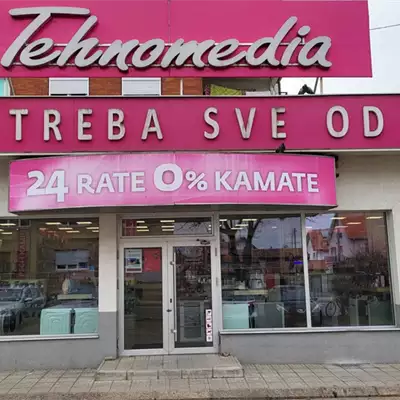 Tehnomedia
TREBA SVE OD
24 RATE 0% KAMATE